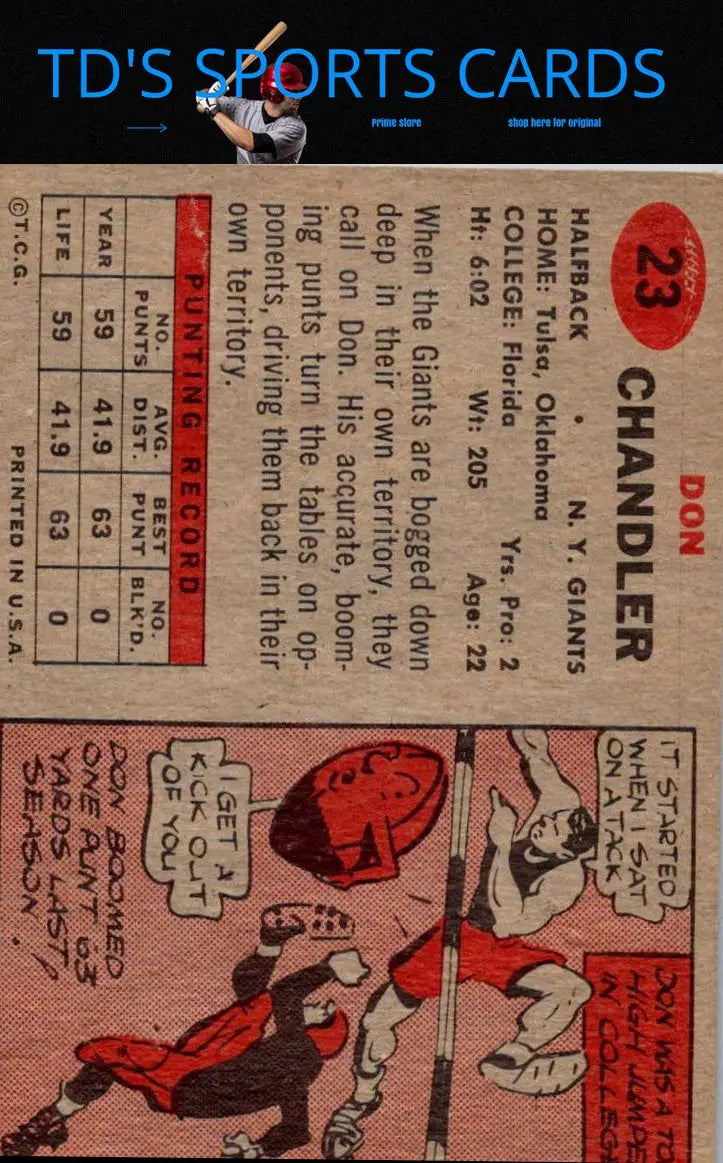 TD'S SPORTS CARDS
Prime store
shop here for original
23
DON
CHANDLER
HALFBACK • N. Y. GIANTS
HOME: Tulsa, Oklahoma
COLLEGE: Florida Yrs. Pro: 2
Ht: 6:02 Wt: 205 Age: 22
When the Giants are bogged down
deep in their own territory, they
call on Don. His accurate, boom-
ing punts turn the tables on op-
ponents, driving them back in their
own territory.
PUNTING RECORD
NO. PUNTS AVG. DIST. BEST PUNT NO. BLK'D.
YEAR 59 41.9 63 0
LIFE 59 41.9 63 0
©T.C.G. PRINTED IN U.S.A.
IT STARTED
WHEN I SAT
ON A TACK
DON WAS A
HIGH
IN
I GET A
KICK OUT
OF YOU
DON BOOMED
ONE PUNT 63
YARDS LAST
SEASON.!